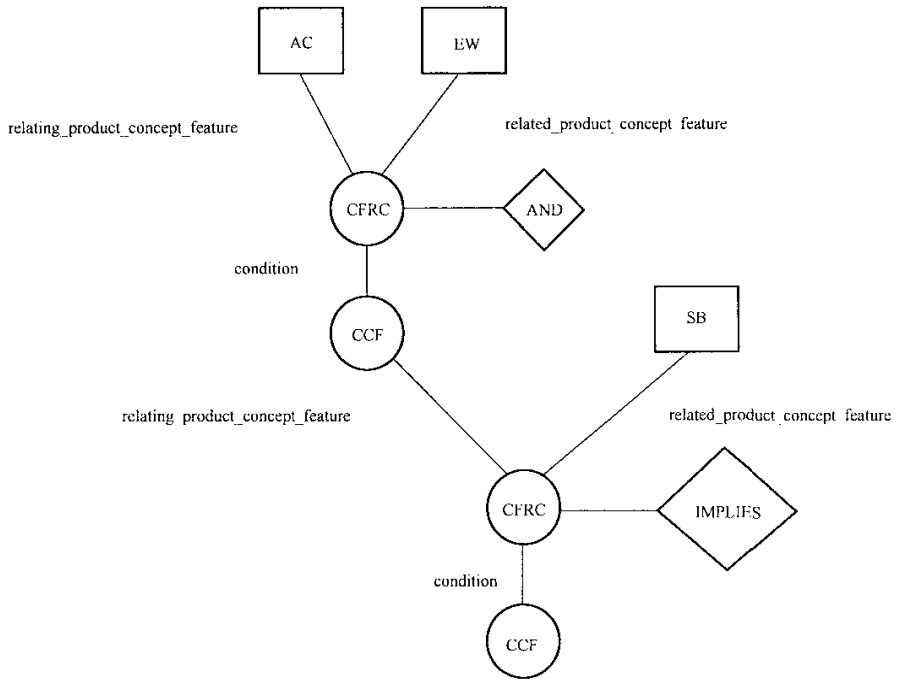 AC
EW
relating_product_concept_feature
related_product_concept feature
CFRC
AND
condition
CCF
SB
relating product_concept_feature
related_product_concept feature
CFRC
IMPLIES
condition
CCF